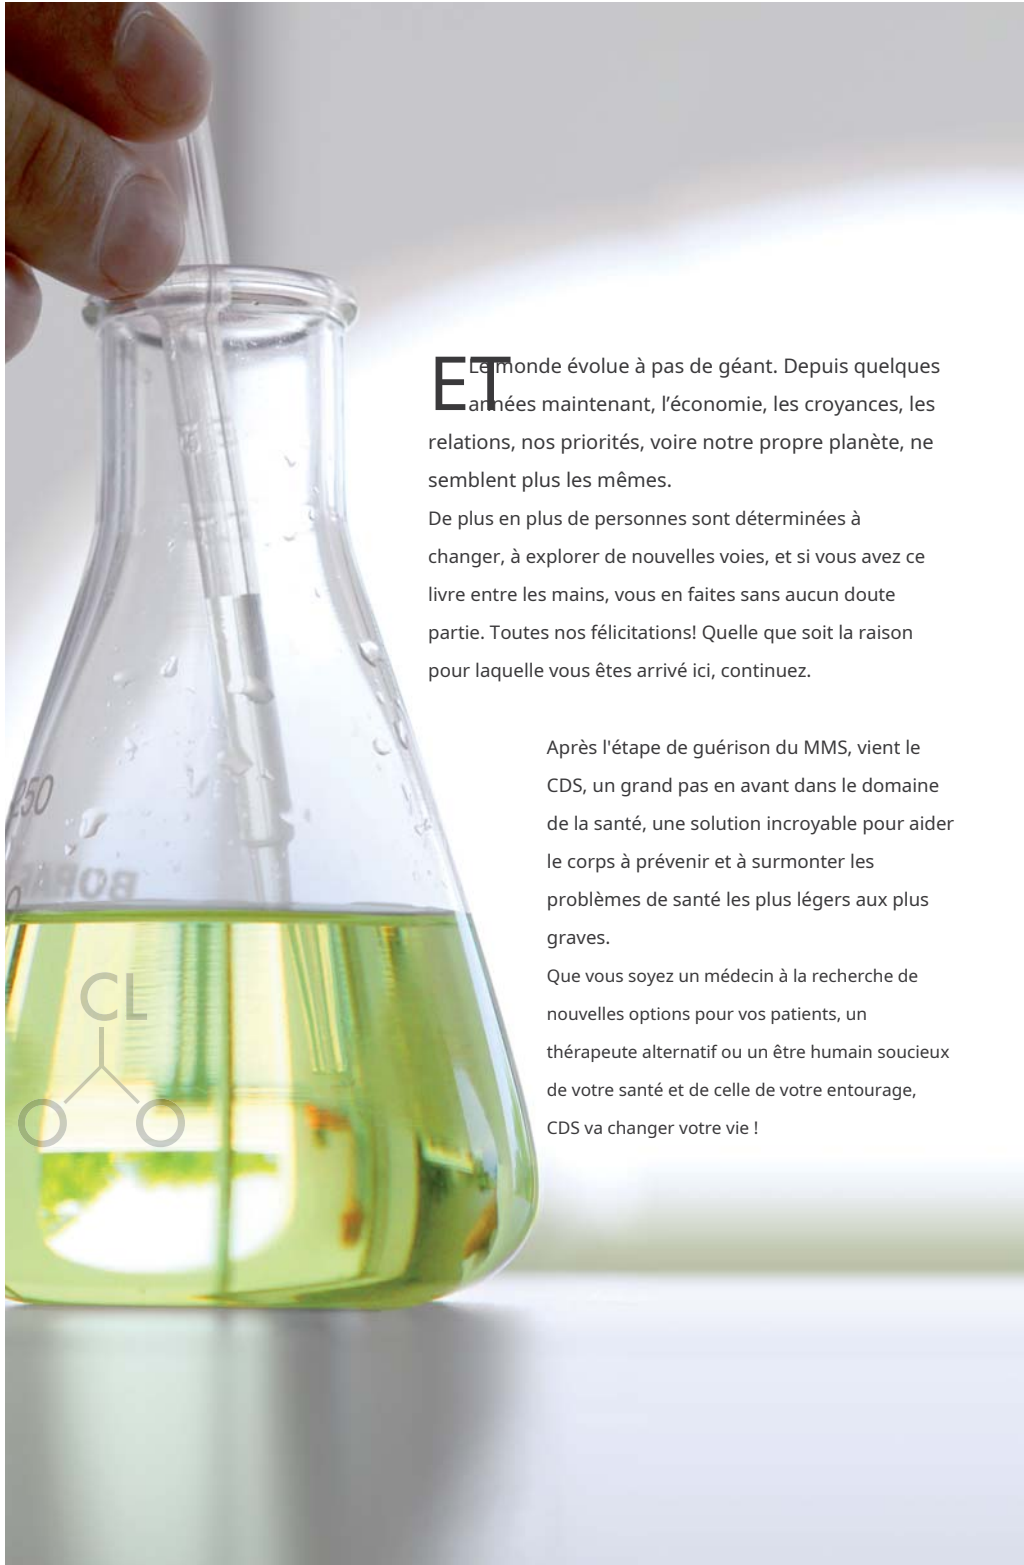 ET
Le monde évolue à pas de géant. Depuis quelques
années maintenant, l’économie, les croyances, les
relations, nos priorités, voire notre propre planète, ne
semblent plus les mêmes.
De plus en plus de personnes sont déterminées à
changer, à explorer de nouvelles voies, et si vous avez ce
livre entre les mains, vous en faites sans aucun doute
partie. Toutes nos félicitations! Quelle que soit la raison
pour laquelle vous êtes arrivé ici, continuez.
Après l'étape de guérison du MMS, vient le
CDS, un grand pas en avant dans le domaine
de la santé, une solution incroyable pour aider
le corps à prévenir et à surmonter les
problèmes de santé les plus légers aux plus
graves.
Que vous soyez un médecin à la recherche de
nouvelles options pour vos patients, un
thérapeute alternatif ou un être humain soucieux
de votre santé et de celle de votre entourage,
CDS va changer votre vie !
250
CL
O O